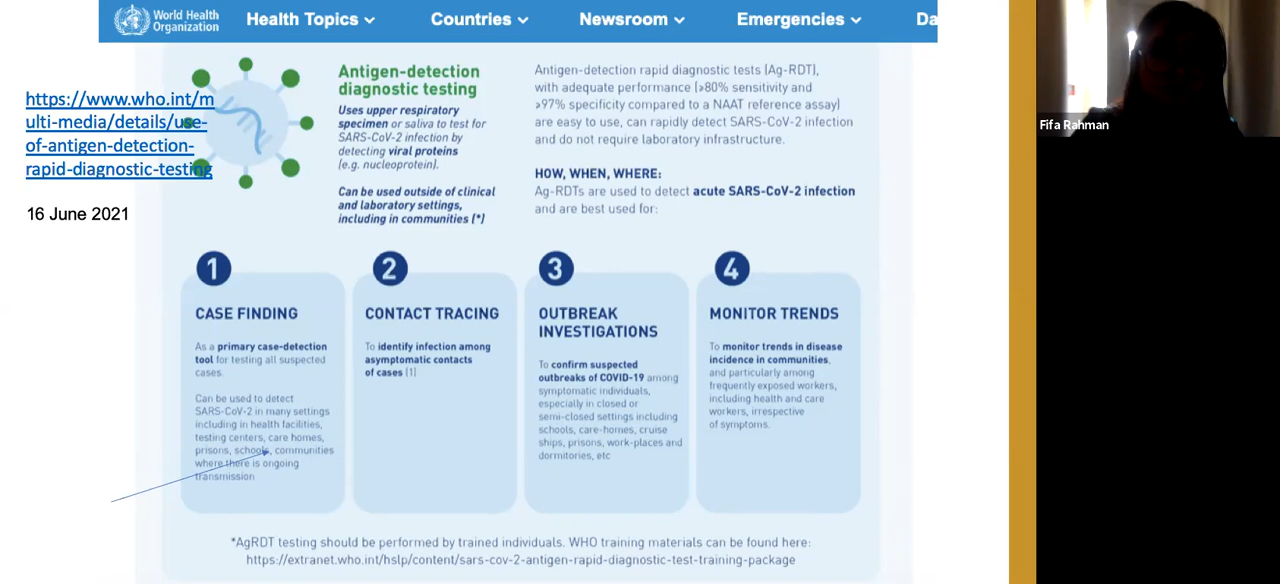 World Health
Organization
Health Topics
Countries
Newsroom
Emergencies
Da
https://www.who.int/m
ulti-media/details/use-
of-antigen-detection-
rapid-diagnostic-testing
16 June 2021
Antigen-detection
diagnostic testing
Uses upper respiratory
specimen or saliva to test for
SARS-CoV-2 infection by
detecting viral proteins
(e.g. nucleoprotein).
Can be used outside of clinical
and laboratory settings,
including in communities (*)
Antigen-detection rapid diagnostic tests (Ag-RDT),
with adequate performance (≥80% sensitivity and
≥97% specificity compared to a NAAT reference assay)
are easy to use, can rapidly detect SARS-CoV-2 infection
and do not require laboratory infrastructure.
HOW, WHEN, WHERE:
Ag-RDTs are used to detect acute SARS-CoV-2 infection
and are best used for:
1
CASE FINDING
As a primary case-detection
tool for testing all suspected
cases.
Can be used to detect
SARS-CoV-2 in many settings
including in health facilities,
testing centers, care homes,
prisons, schools, communities
where there is ongoing
transmission
2
CONTACT TRACING
To identify infection among
asymptomatic contacts
of cases (1)
3
OUTBREAK
INVESTIGATIONS
To confirm suspected
outbreaks of COVID-19 among
symptomatic individuals,
especially in closed or
semi-closed settings including
schools, care-homes, cruise
ships, prisons, work-places and
dormitories, etc
4
MONITOR TRENDS
To monitor trends in disease
incidence in communities,
and particularly among
frequently exposed workers,
including health and care
workers, irrespective
of symptoms.
*AgRDT testing should be performed by trained individuals. WHO training materials can be found here:
https://extranet.who.int/hslp/content/sars-cov-2-antigen-rapid-diagnostic-test-training-package
Fifa Rahman